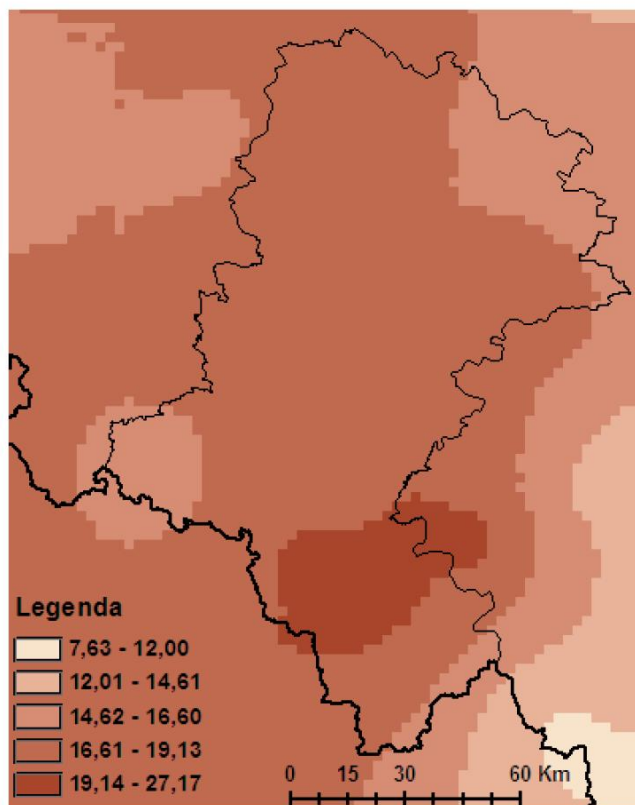 Legenda
7,63 - 12,00
12,01 - 14,61
14,62 - 16,60
16,61 - 19,13
19,14 - 27,17
0 15 30 60 Km